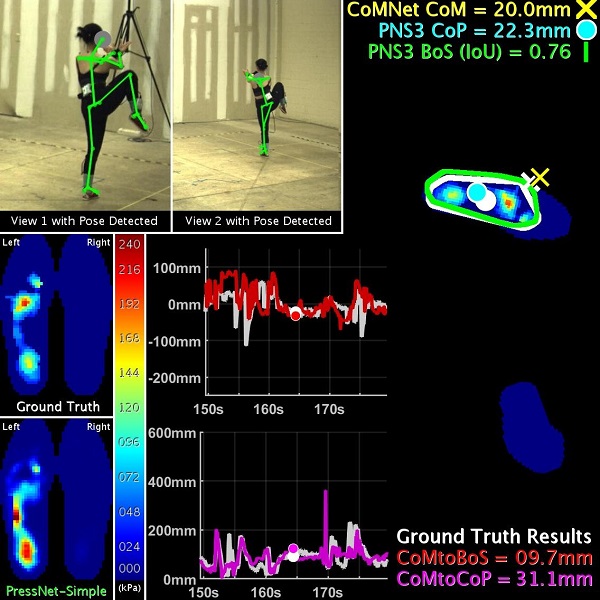 CoMNet CoM = 20.0mm
PNS3 CoP = 22.3mm
PNS3 BoS (IoU) = 0.76
View 1 with Pose Detected
View 2 with Pose Detected
Left
Right
Ground Truth
240
216
192
168
144
120
096
072
048
024
000
(kPa)
Left
Right
PressNet-Simple
100mm
0mm
-100mm
-200mm
150s
160s
170s
600mm
400mm
200mm
0mm
150s
160s
170s
Ground Truth Results
CoMtoBoS = 09.7mm
CoMtoCoP = 31.1mm